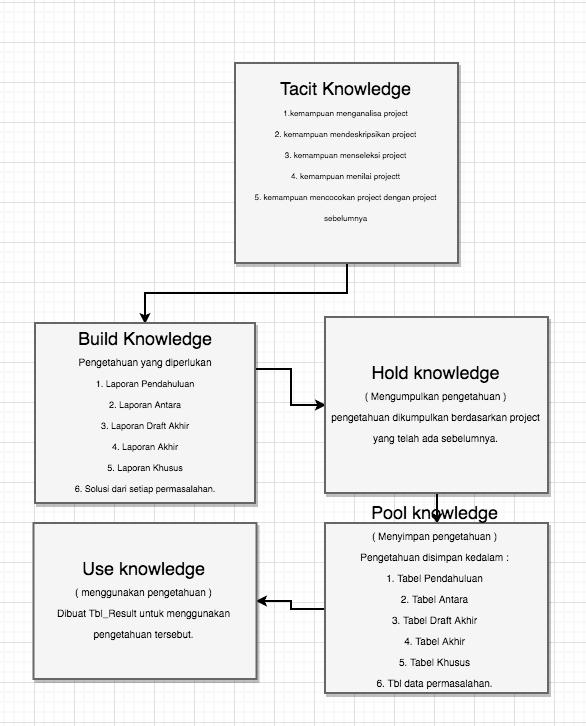 Tacit Knowledge
1.kemampuan menganalisa project
2. kemampuan mendeskripsikan project
3. kemampuan menseleksi project
4. kemampuan menilai projectt
5. kemampuan mencocokan project dengan project
sebelumnya
Build Knowledge
Pengetahuan yang diperlukan
1. Laporan Pendahuluan
2. Laporan Antara
3. Laporan Draft Akhir
4. Laporan Akhir
5. Laporan Khusus
6. Solusi dari setiap permasalahan.
Hold knowledge
( Mengumpulkan pengetahuan )
pengetahuan dikumpulkan berdasarkan project
yang telah ada sebelumnya.
Pool knowledge
( Menyimpan pengetahuan )
Pengetahuan disimpan kedalam :
1. Tabel Pendahuluan
2. Tabel Antara
3. Tabel Draft Akhir
4. Tabel Akhir
5. Tabel Khusus
6. Tbl data permasalahan.
Use knowledge
( menggunakan pengetahuan )
Dibuat Tbl_Result untuk menggunakan
pengetahuan tersebut.